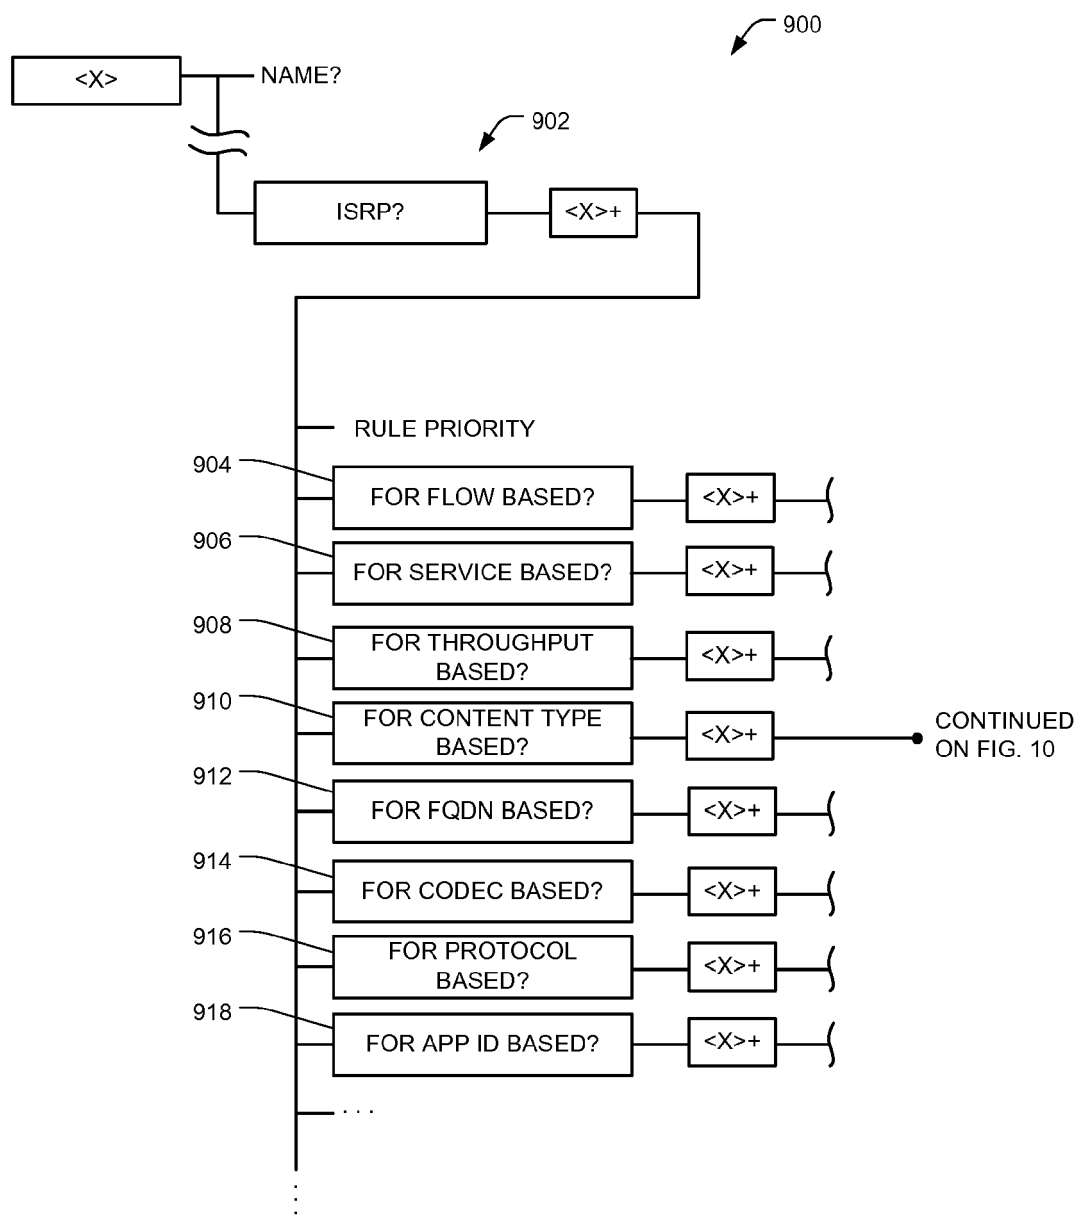 900
<X>
NAME?
902
ISRP?
<X>+
RULE PRIORITY
904
FOR FLOW BASED?
<X>+
906
FOR SERVICE BASED?
<X>+
908
FOR THROUGHPUT
BASED?
<X>+
910
FOR CONTENT TYPE
BASED?
<X>+
CONTINUED
ON FIG. 10
912
FOR FQDN BASED?
<X>+
914
FOR CODEC BASED?
<X>+
916
FOR PROTOCOL
BASED?
<X>+
918
FOR APP ID BASED?
<X>+
. . .